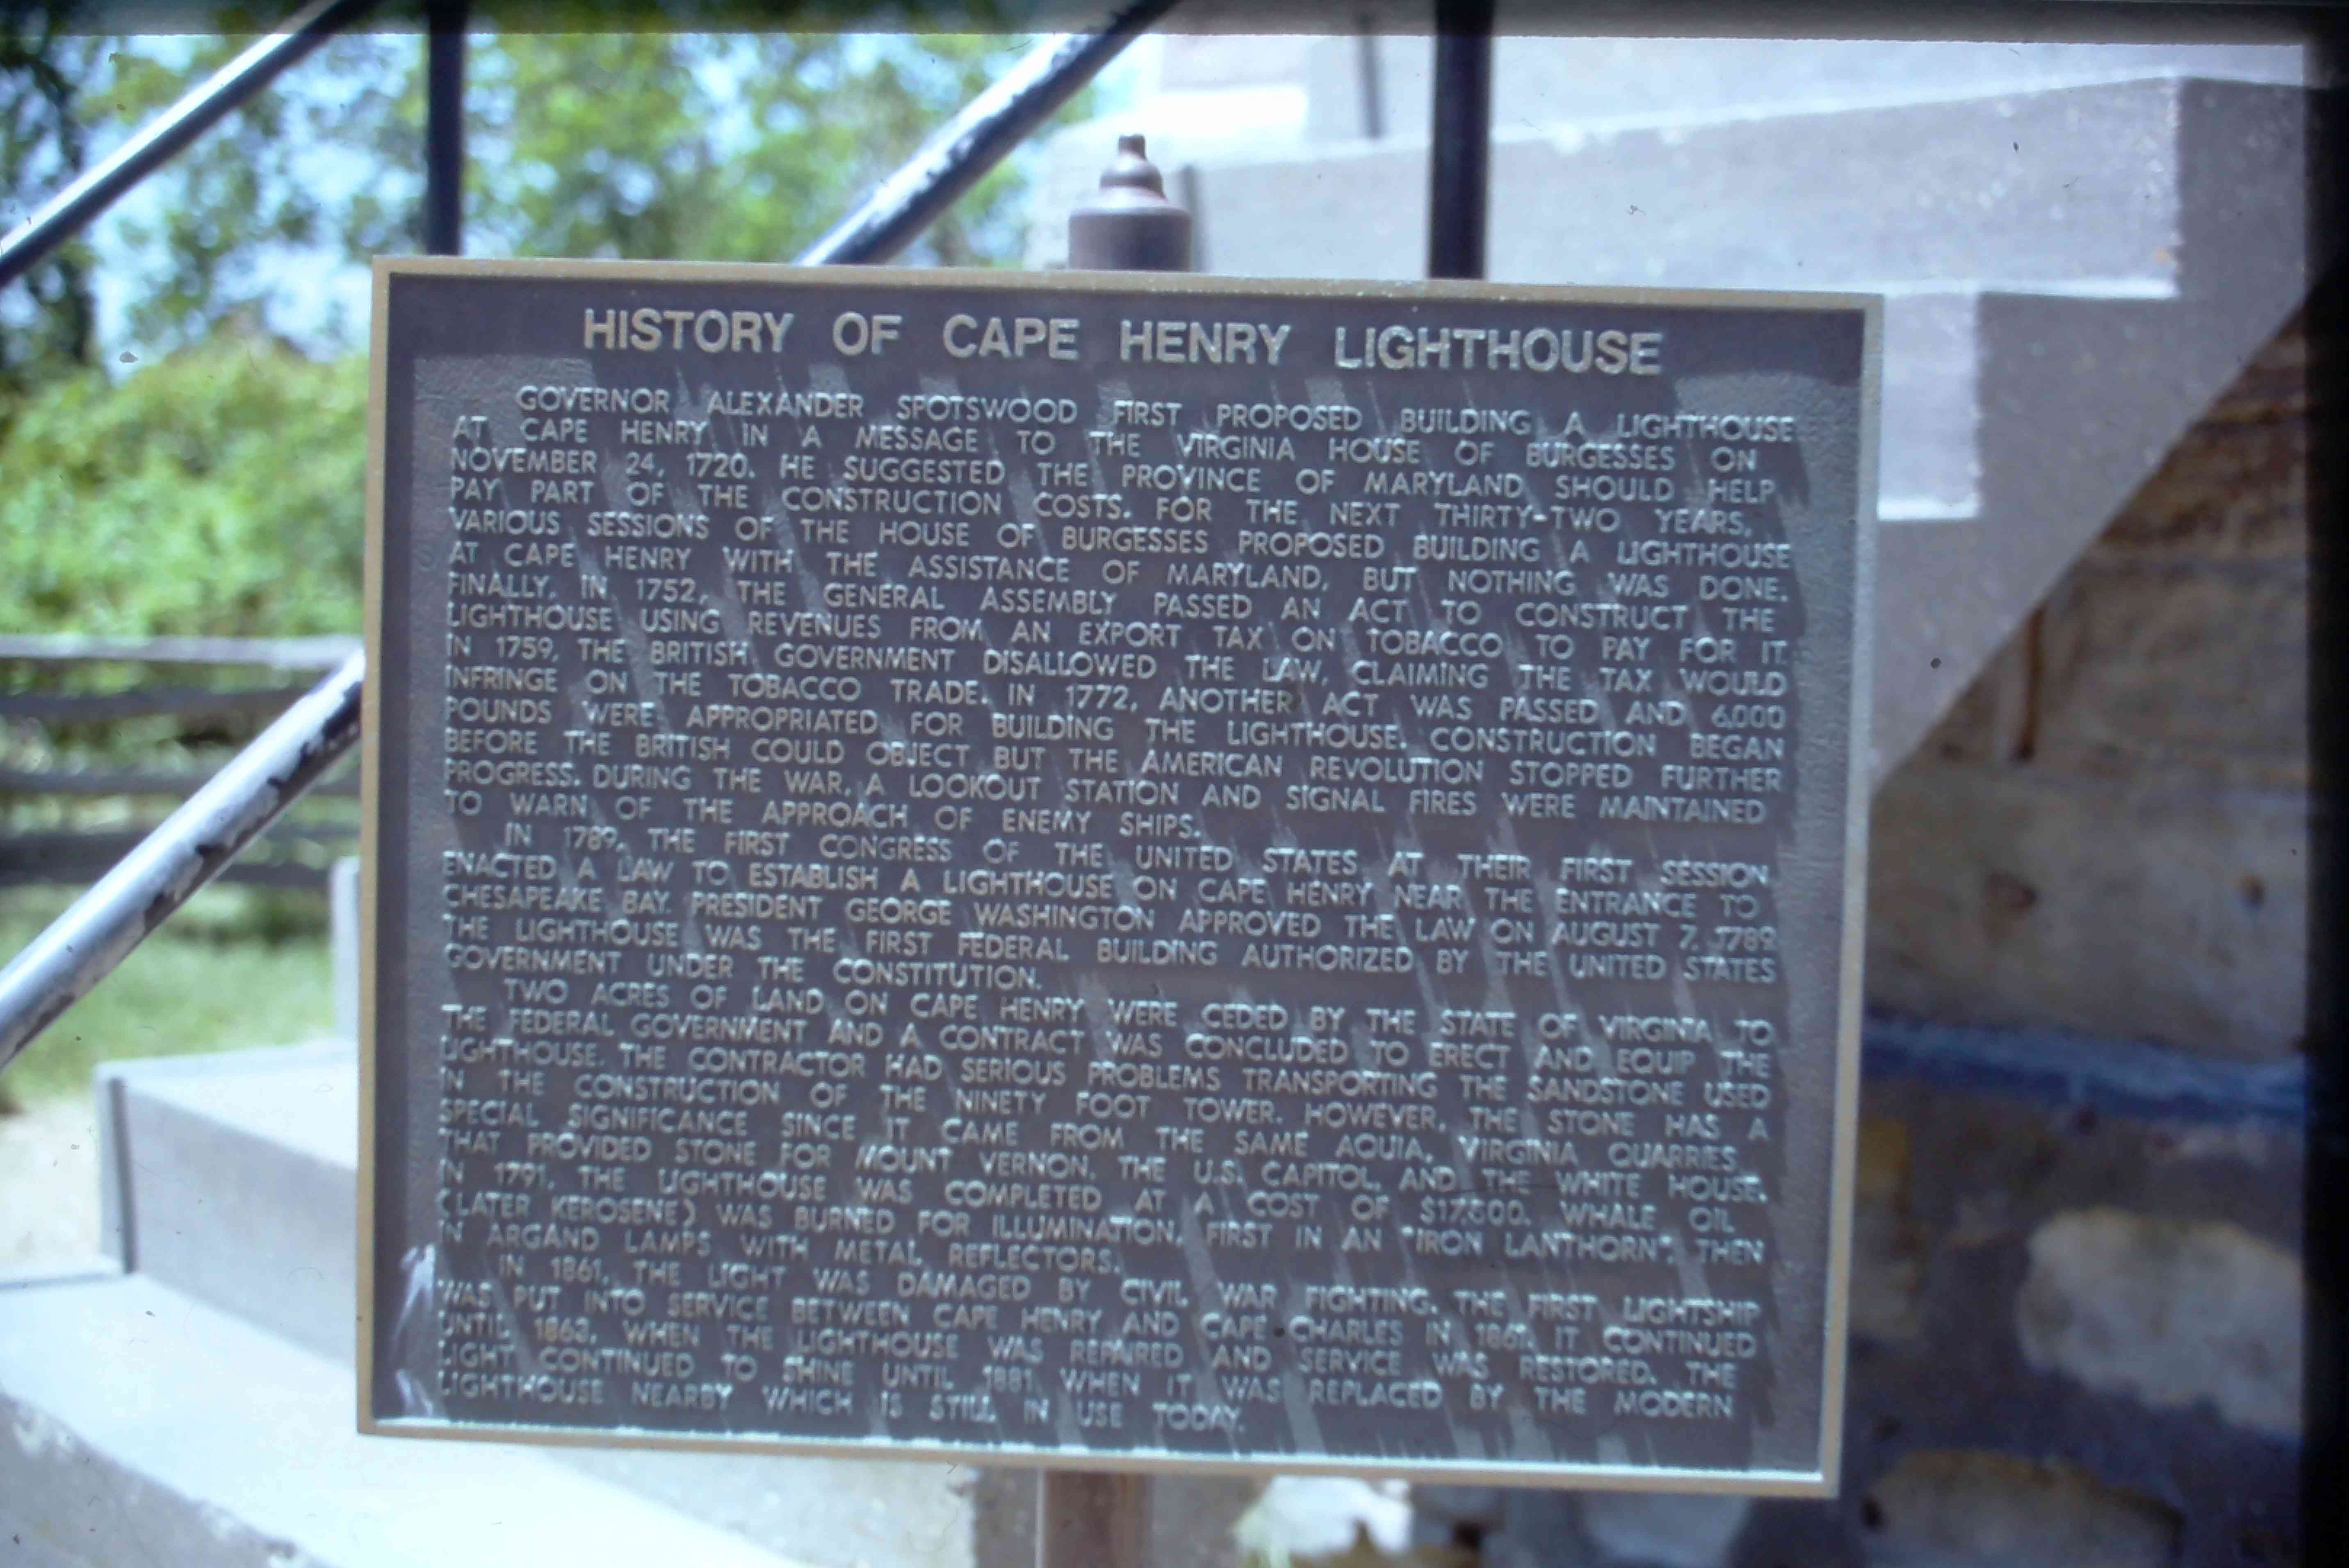 HISTORY OF CAPE HENRY LIGHTHOUSE
GOVERNOR ALEXANDER SPOTSWOOD FIRST PROPOSED BUILDING A LIGHTHOUSE
AT CAPE HENRY IN A MESSAGE TO THE VIRGINIA HOUSE OF BURGESSES ON
NOVEMBER 24, 1720. HE SUGGESTED THE PROVINCE OF MARYLAND SHOULD HELP
PAY PART OF THE CONSTRUCTION COSTS. FOR THE NEXT THIRTY-TWO YEARS,
VARIOUS SESSIONS OF THE HOUSE OF BURGESSES PROPOSED BUILDING A LIGHTHOUSE
AT CAPE HENRY WITH THE ASSISTANCE OF MARYLAND, BUT NOTHING WAS DONE.
FINALLY, IN 1752, THE GENERAL ASSEMBLY PASSED AN ACT TO CONSTRUCT THE
LIGHTHOUSE USING REVENUES FROM AN EXPORT TAX ON TOBACCO TO PAY FOR IT.
IN 1759, THE BRITISH GOVERNMENT DISALLOWED THE LAW, CLAIMING THE TAX WOULD
INFRINGE ON THE TOBACCO TRADE. IN 1772, ANOTHER ACT WAS PASSED AND 6,000
POUNDS WERE APPROPRIATED FOR BUILDING THE LIGHTHOUSE. CONSTRUCTION BEGAN
BEFORE THE BRITISH COULD OBJECT BUT THE AMERICAN REVOLUTION STOPPED FURTHER
PROGRESS. DURING THE WAR, A LOOKOUT STATION AND SIGNAL FIRES WERE MAINTAINED
TO WARN OF THE APPROACH OF ENEMY SHIPS.
IN 1789, THE FIRST CONGRESS OF THE UNITED STATES AT THEIR FIRST SESSION
ENACTED A LAW TO ESTABLISH A LIGHTHOUSE ON CAPE HENRY NEAR THE ENTRANCE TO
CHESAPEAKE BAY. PRESIDENT GEORGE WASHINGTON APPROVED THE LAW ON AUGUST 7, 1789
THE LIGHTHOUSE WAS THE FIRST FEDERAL BUILDING AUTHORIZED BY THE UNITED STATES
GOVERNMENT UNDER THE CONSTITUTION.
TWO ACRES OF LAND ON CAPE HENRY WERE CEDED BY THE STATE OF VIRGINIA TO
THE FEDERAL GOVERNMENT AND A CONTRACT WAS CONCLUDED TO ERECT AND EQUIP THE
LIGHTHOUSE. THE CONTRACTOR HAD SERIOUS PROBLEMS TRANSPORTING THE SANDSTONE USED
IN THE CONSTRUCTION OF THE NINETY FOOT TOWER. HOWEVER, THE STONE HAS A
SPECIAL SIGNIFICANCE SINCE IT CAME FROM THE SAME AQUIA, VIRGINIA QUARRIES
THAT PROVIDED STONE FOR MOUNT VERNON, THE U.S. CAPITOL, AND THE WHITE HOUSE.
IN 1791, THE LIGHTHOUSE WAS COMPLETED AT A COST OF $17,500. WHALE OIL
(LATER KEROSENE) WAS BURNED FOR ILLUMINATION, FIRST IN AN "IRON LANTHORN", THEN
IN ARGAND LAMPS WITH METAL REFLECTORS.
IN 1861, THE LIGHT WAS DAMAGED BY CIVIL WAR FIGHTING. THE FIRST LIGHTSHIP
WAS PUT INTO SERVICE BETWEEN CAPE HENRY AND CAPE CHARLES IN 1861. IT CONTINUED
UNTIL 1863, WHEN THE LIGHTHOUSE WAS REPAIRED AND SERVICE WAS RESTORED. THE
LIGHT CONTINUED TO SHINE UNTIL 1881 WHEN IT WAS REPLACED BY THE MODERN
LIGHTHOUSE NEARBY WHICH IS STILL IN USE TODAY.